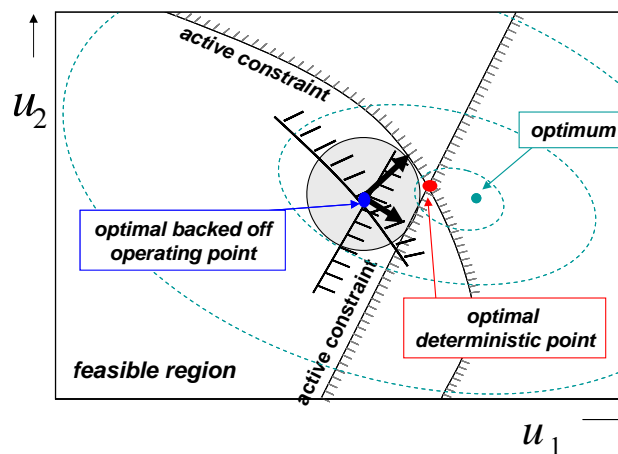 active constraint
u2
optimum
optimal backed off
operating point
active constraint
optimal
deterministic point
feasible region
u1